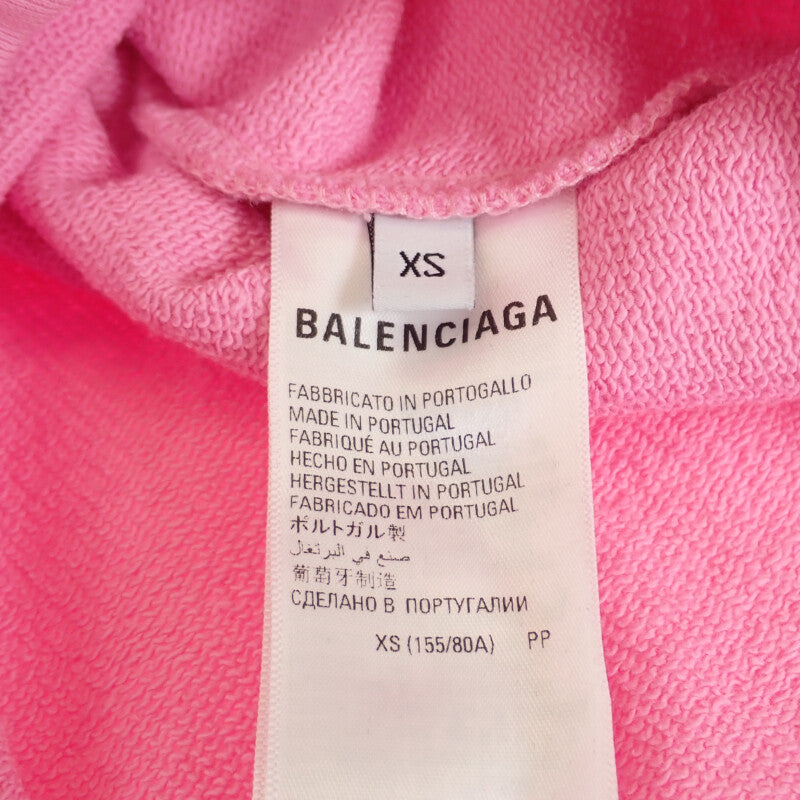 XS
BALENCIAGA
FABBRICATO IN PORTOGALLO
MADE IN PORTUGAL
FABRIQUÉ AU PORTUGAL
HECHO EN PORTUGAL
HERGESTELLT IN PORTUGAL
FABRICADO EM PORTUGAL
ポルトガル製
صنع في البرتغال
葡萄牙制造
СДЕЛАНО В ПОРТУГАЛИИ
XS (155/80A) PP